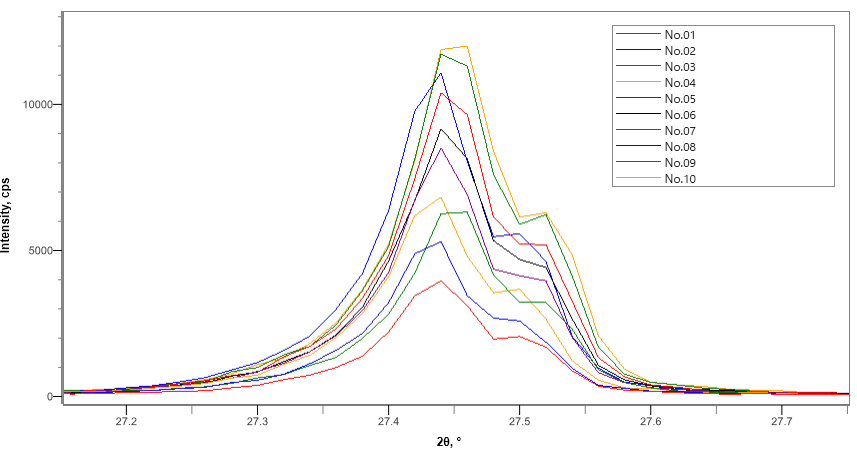 No.01
No.02
No.03
No.04
No.05
No.06
No.07
No.08
No.09
No.10
Intensity, cps
10000
5000
0
27.2
27.3
27.4
27.5
27.6
27.7
2θ, °